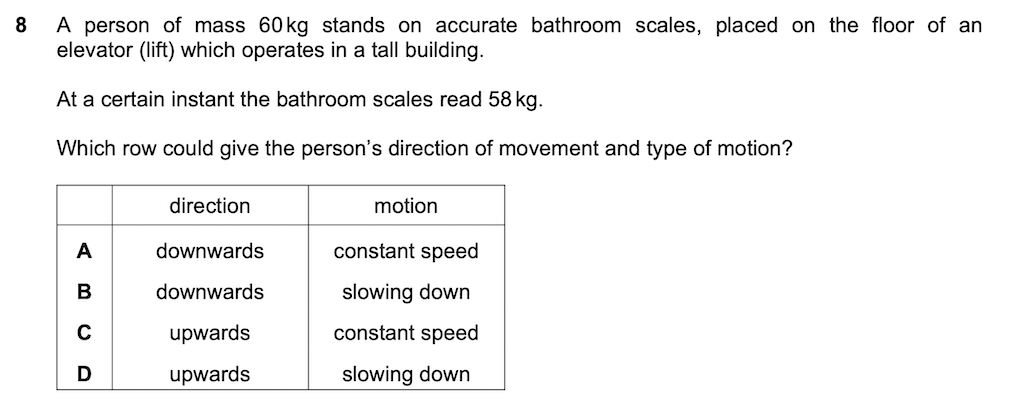 8 A person of mass 60 kg stands on accurate bathroom scales, placed on the floor of an
elevator (lift) which operates in a tall building.
At a certain instant the bathroom scales read 58 kg.
Which row could give the person's direction of movement and type of motion?
direction motion
A downwards constant speed
B downwards slowing down
C upwards constant speed
D upwards slowing down